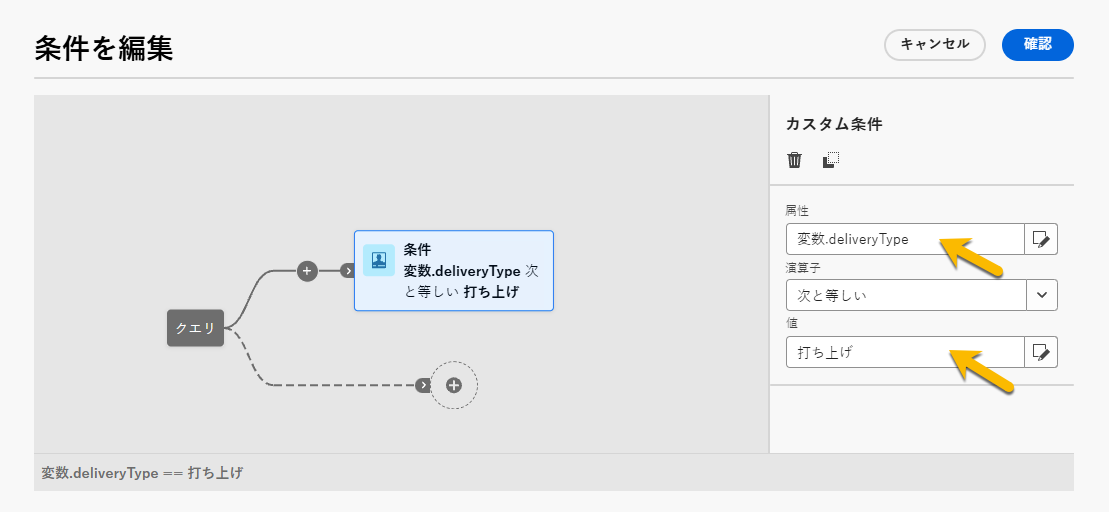 条件を編集
キャンセル
確認
カスタム条件
属性
変数.deliveryType
演算子
次と等しい
値
打ち上げ
クエリ
条件
変数.deliveryType 次
と等しい 打ち上げ
変数.deliveryType == 打ち上げ